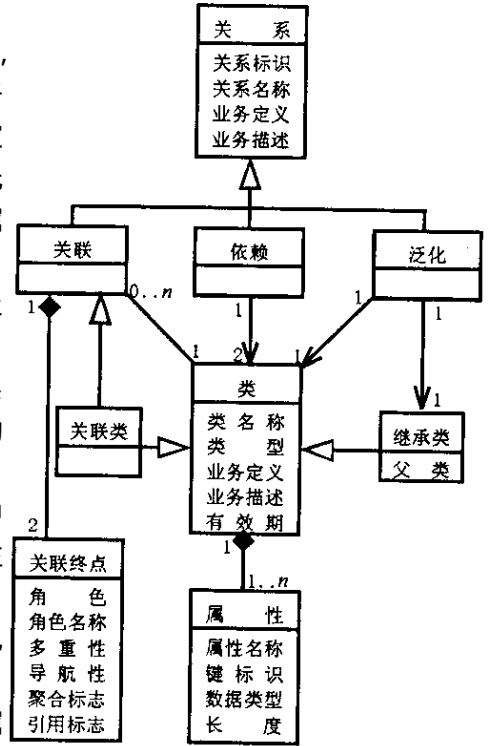 关 系
关系标识
关系名称
业务定义
业务描述
关联
依赖
泛化
1
0..n
1
1
1
1
2
1
类
类 名 称
类 型
业务定义
业务描述
有 效 期
关联类
1
继承类
父 类
2
1
1..n
关联终点
角 色
角色名称
多 重 性
导 航 性
聚合标志
引用标志
属 性
属性名称
键 标 识
数据类型
长 度